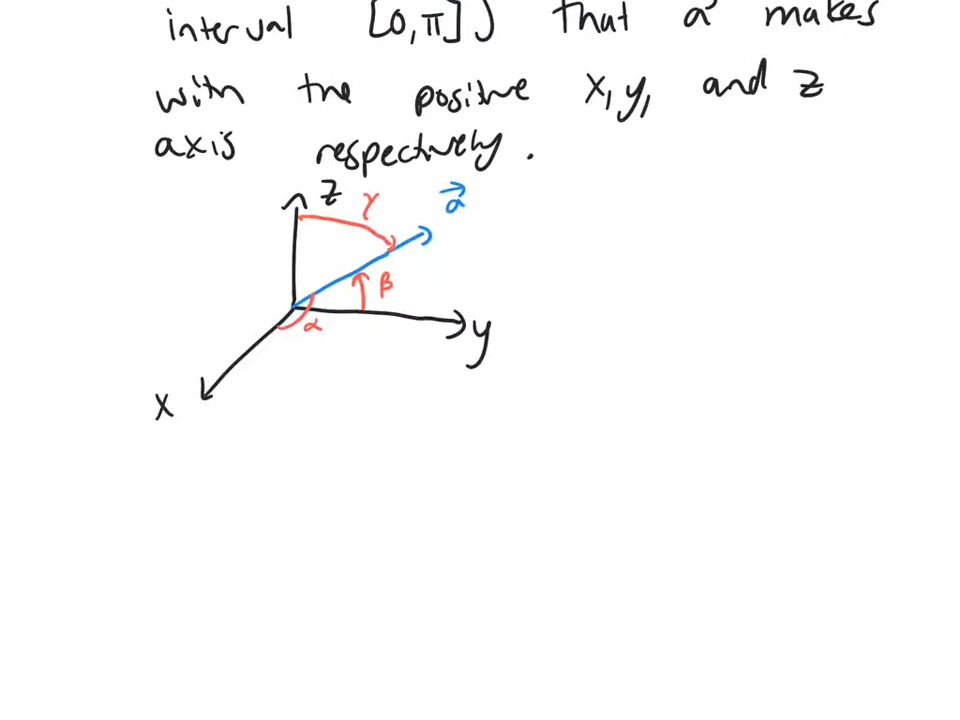 interval [0,π]) that a makes
with the positive x, y, and z
axis respectively.
z γ a⃗
β
α
y
x